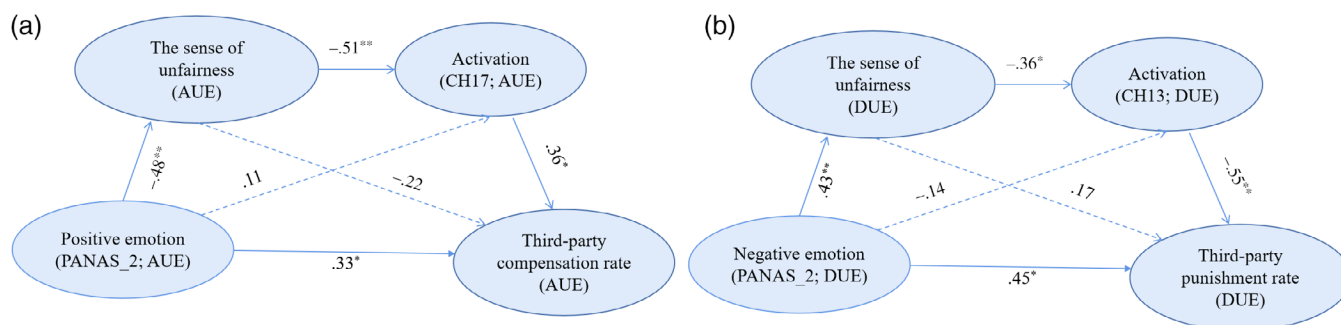 (a)
The sense of
unfairness
(AUE)
−.51**
Activation
(CH17; AUE)
−.48**
.11
−.22
.36*
Positive emotion
(PANAS_2; AUE)
.33*
Third-party
compensation rate
(AUE)
(b)
The sense of
unfairness
(DUE)
−.36*
Activation
(CH13; DUE)
.43**
−.14
.17
−.55**
Negative emotion
(PANAS_2; DUE)
.45*
Third-party
punishment rate
(DUE)